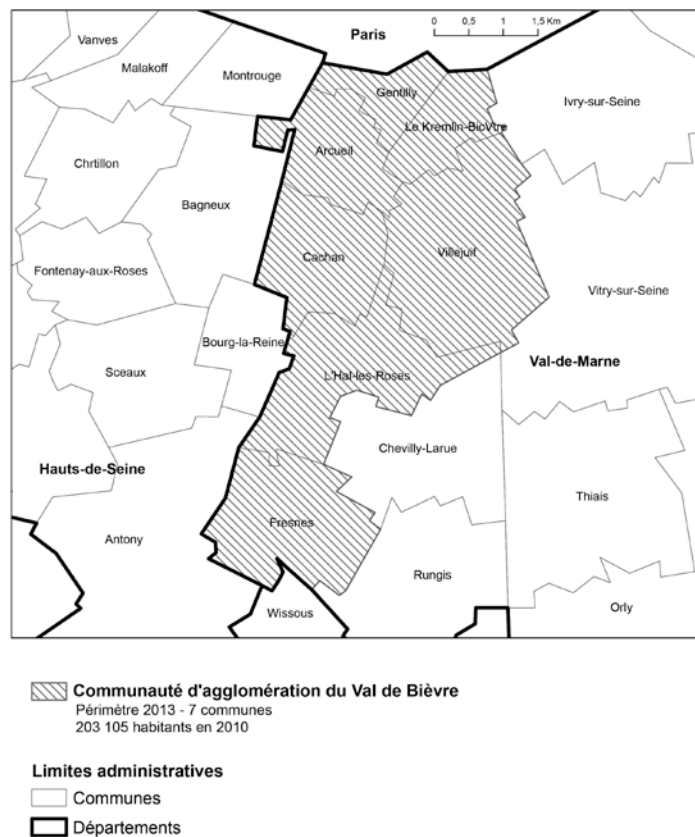 Paris
0 0,5 1 1,5 Km
Vanves
Malakoff
Montrouge
Gentilly
Le Kremlin-BicVtre
Ivry-sur-Seine
Arcueil
Chrtillon
Bagneux
Cachan
Villejuif
Fontenay-aux-Roses
Vitry-sur-Seine
Bourg-la-Reine
Sceaux
L'Haÿ-les-Roses
Val-de-Marne
Hauts-de-Seine
Chevilly-Larue
Thiais
Fresnes
Antony
Rungis
Wissous
Orly
Communauté d'agglomération du Val de Bièvre
Périmètre 2013 - 7 communes
203 105 habitants en 2010
Limites administratives
Communes
Départements